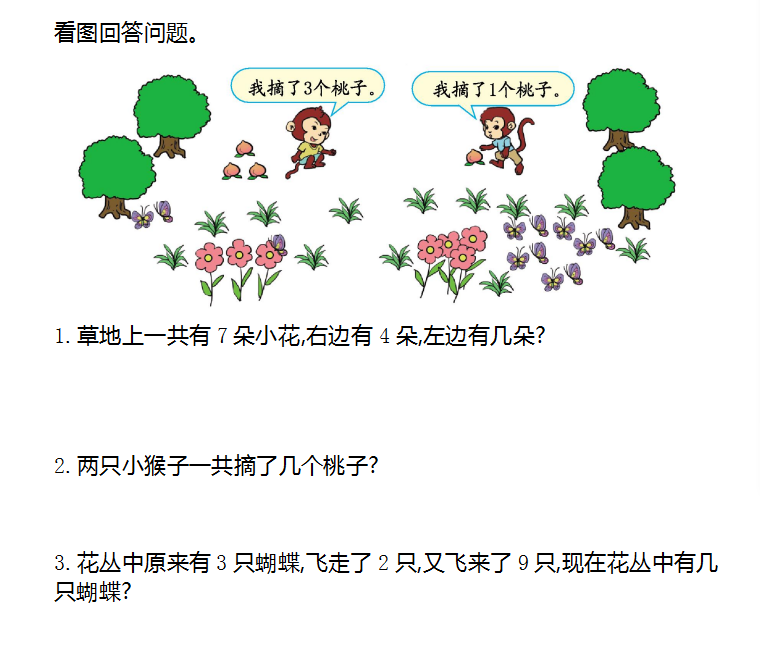 看图回答问题。
我摘了3个桃子。
我摘了1个桃子。
1. 草地上一共有 7 朵小花,右边有 4 朵,左边有几朵?
2. 两只小猴子一共摘了几个桃子?
3. 花丛中原来有 3 只蝴蝶,飞走了 2 只,又飞来了 9 只,现在花丛中有几
只蝴蝶?